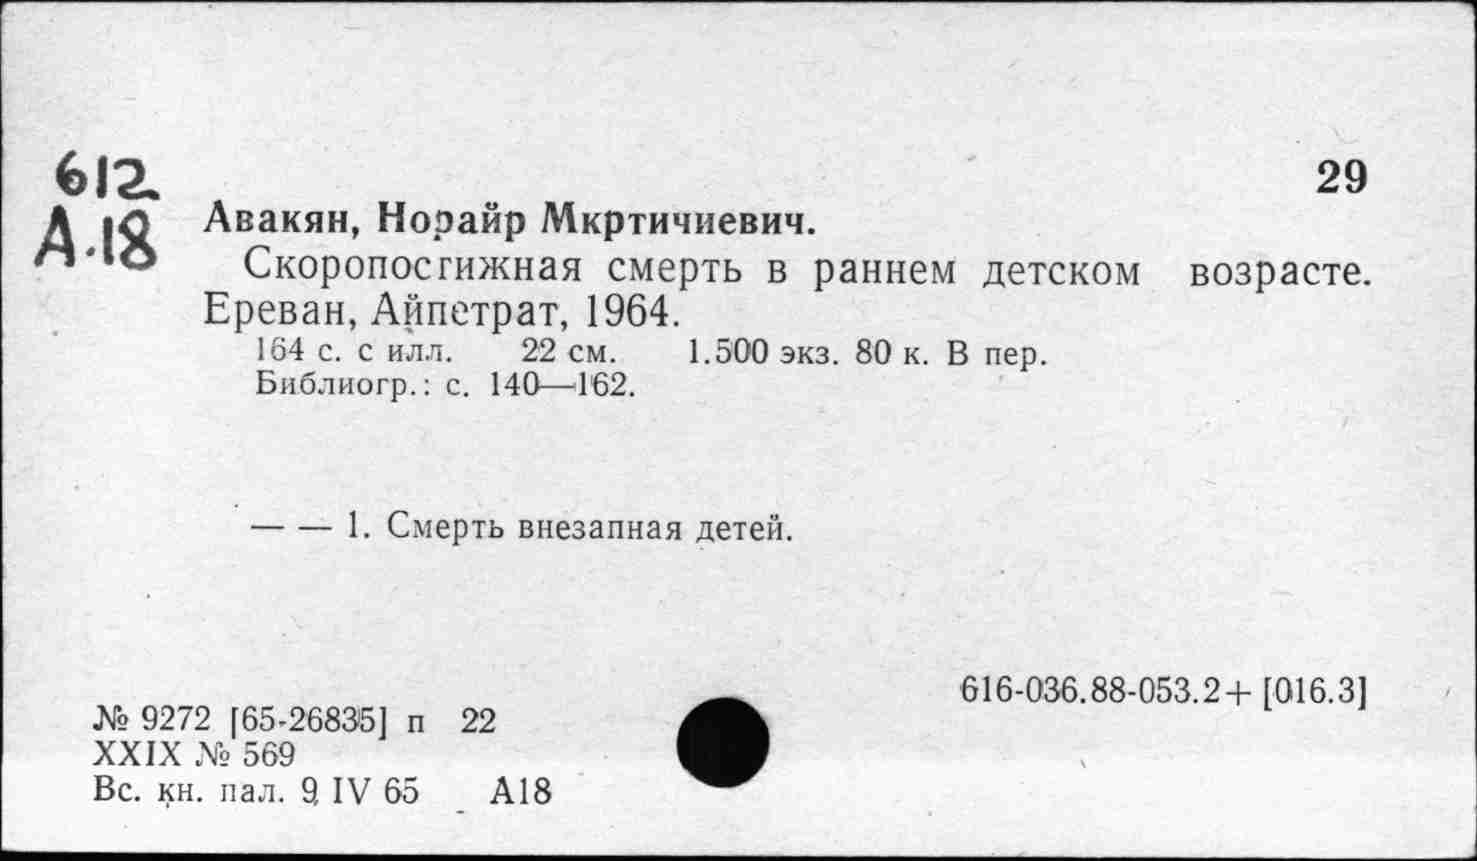 612
29
А-18
Авакян, Норайр Мкртичиевич.
Скоропостижная смерть в раннем детском возрасте.
Ереван, Айпетрат, 1964.
164 с. с илл. 22 см. 1.500 экз. 80 к. В пер.
Библиогр.: с. 140—162.
— — 1. Смерть внезапная детей.
616-036.88-053.2+ [016.3]
№ 9272 [65-26835] п 22
XXIX № 569
Вс. кн. пал. 9. IV 65 А18